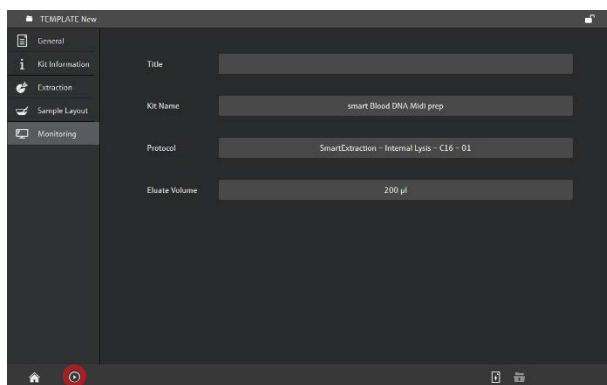 TEMPLATE New
General
Kit Information
Extraction
Sample Layout
Monitoring
Title
Kit Name
smart Blood DNA Midi prep
Protocol
SmartExtraction – Internal Lysis – C16 – 01
Eluate Volume
200 µl